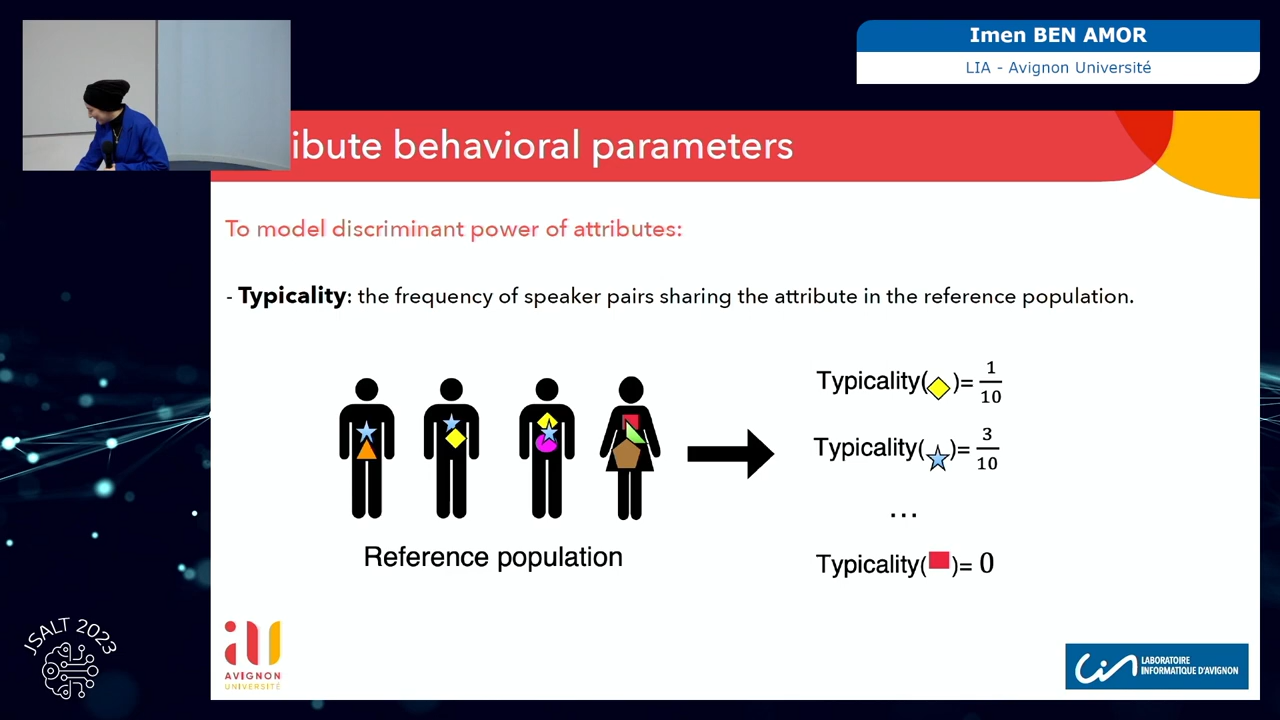 Imen BEN AMOR
LIA - Avignon Université
ibute behavioral parameters
To model discriminant power of attributes:
- Typicality: the frequency of speaker pairs sharing the attribute in the reference population.
Typicality( )= 1/10
Typicality( )= 3/10
...
Typicality( )= 0
Reference population
JSALT 2023
AVIGNON
UNIVERSITÉ
LABORATOIRE
INFORMATIQUE D'AVIGNON